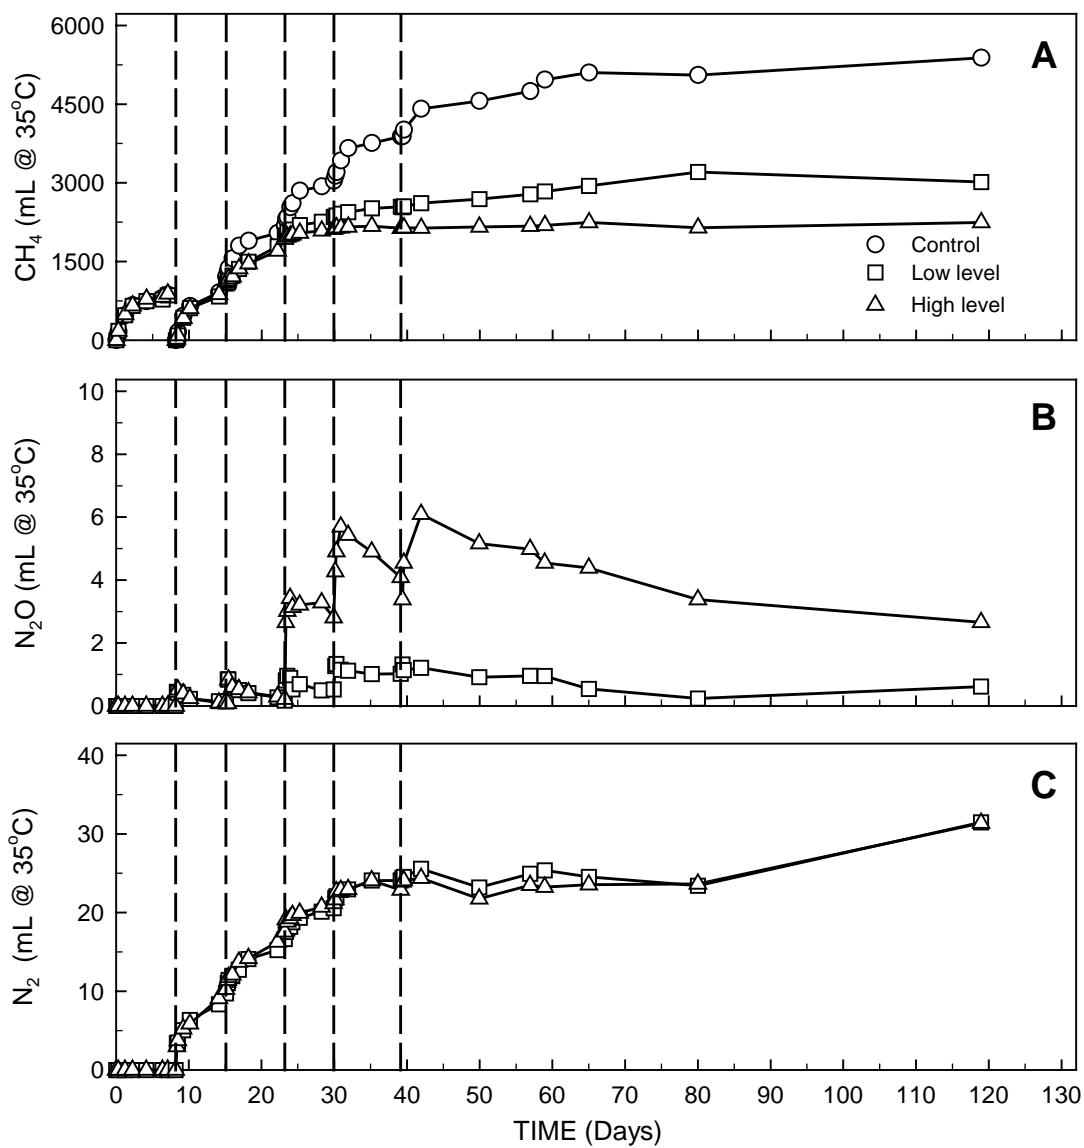 A
CH₄ (mL @ 35°C)
6000
4500
3000
1500
0
Control
Low level
High level
B
N₂O (mL @ 35°C)
10
8
6
4
2
0
C
N₂ (mL @ 35°C)
40
30
20
10
0
0 10 20 30 40 50 60 70 80 90 100 110 120 130
TIME (Days)